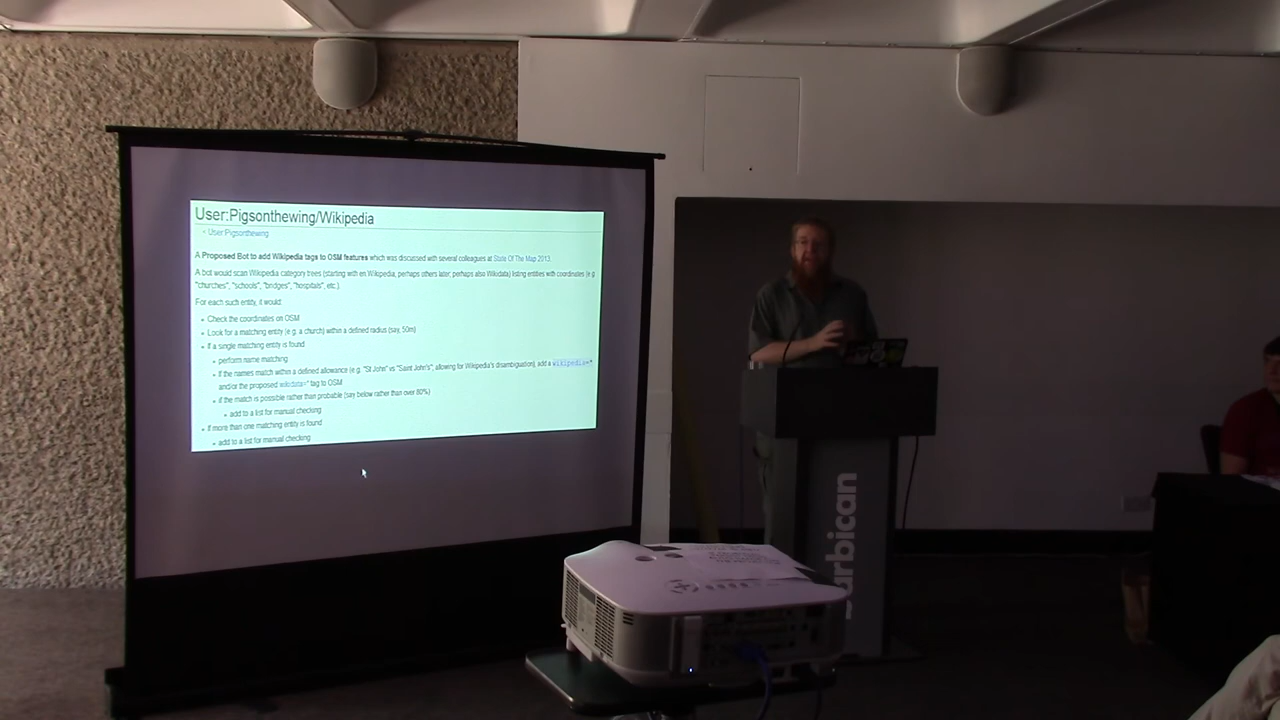 User:Pigsonthewing/Wikipedia
User:Pigsonthewing
A Proposed Bot to add Wikipedia tags to OSM features which was discussed with several colleagues at State Of The Map 2013.
A bot would scan Wikipedia category trees (starting with en Wikipedia, perhaps others later; perhaps also Wikidata) listing entities with coordinates (e.g
"churches", "schools", "bridges", "hospitals", etc.).
For each such entity, it would:
Check the coordinates on OSM
Look for a matching entity (e.g. a church) within a defined radius (say, 50m)
if a single matching entity is found
perform name matching
if the names match within a defined allowance (e.g. "St John" vs "Saint John's", allowing for Wikipedia's disambiguation), add a wikipedia=*
and/or the proposed wikidata=* tag to OSM
if the match is possible rather than probable (say below rather than over 80%)
add to a list for manual checking
if more than one matching entity is found
add to a list for manual checking
barbican